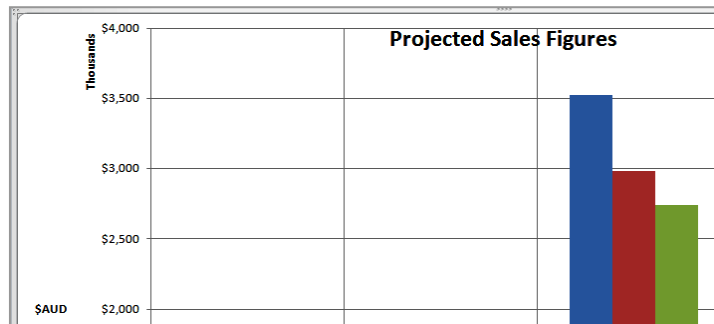 Projected Sales Figures
Thousands
$4,000
$3,500
$3,000
$2,500
$AUD $2,000